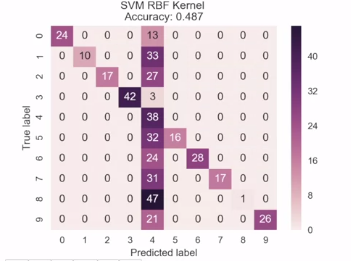 SVM RBF Kernel
Accuracy: 0.487
0 24 0 0 0 13 0 0 0 0 0 40
1 0 10 0 0 33 0 0 0 0 0
2 0 0 17 0 27 0 0 0 0 0 32
3 0 0 0 42 3 0 0 0 0 0
4 0 0 0 0 38 0 0 0 0 0 24
5 0 0 0 0 32 16 0 0 0 0
6 0 0 0 0 24 0 28 0 0 0 16
7 0 0 0 0 31 0 0 17 0 0
8 0 0 0 0 47 0 0 0 1 0 8
9 0 0 0 0 21 0 0 0 0 26 0
0 1 2 3 4 5 6 7 8 9
True label
Predicted label